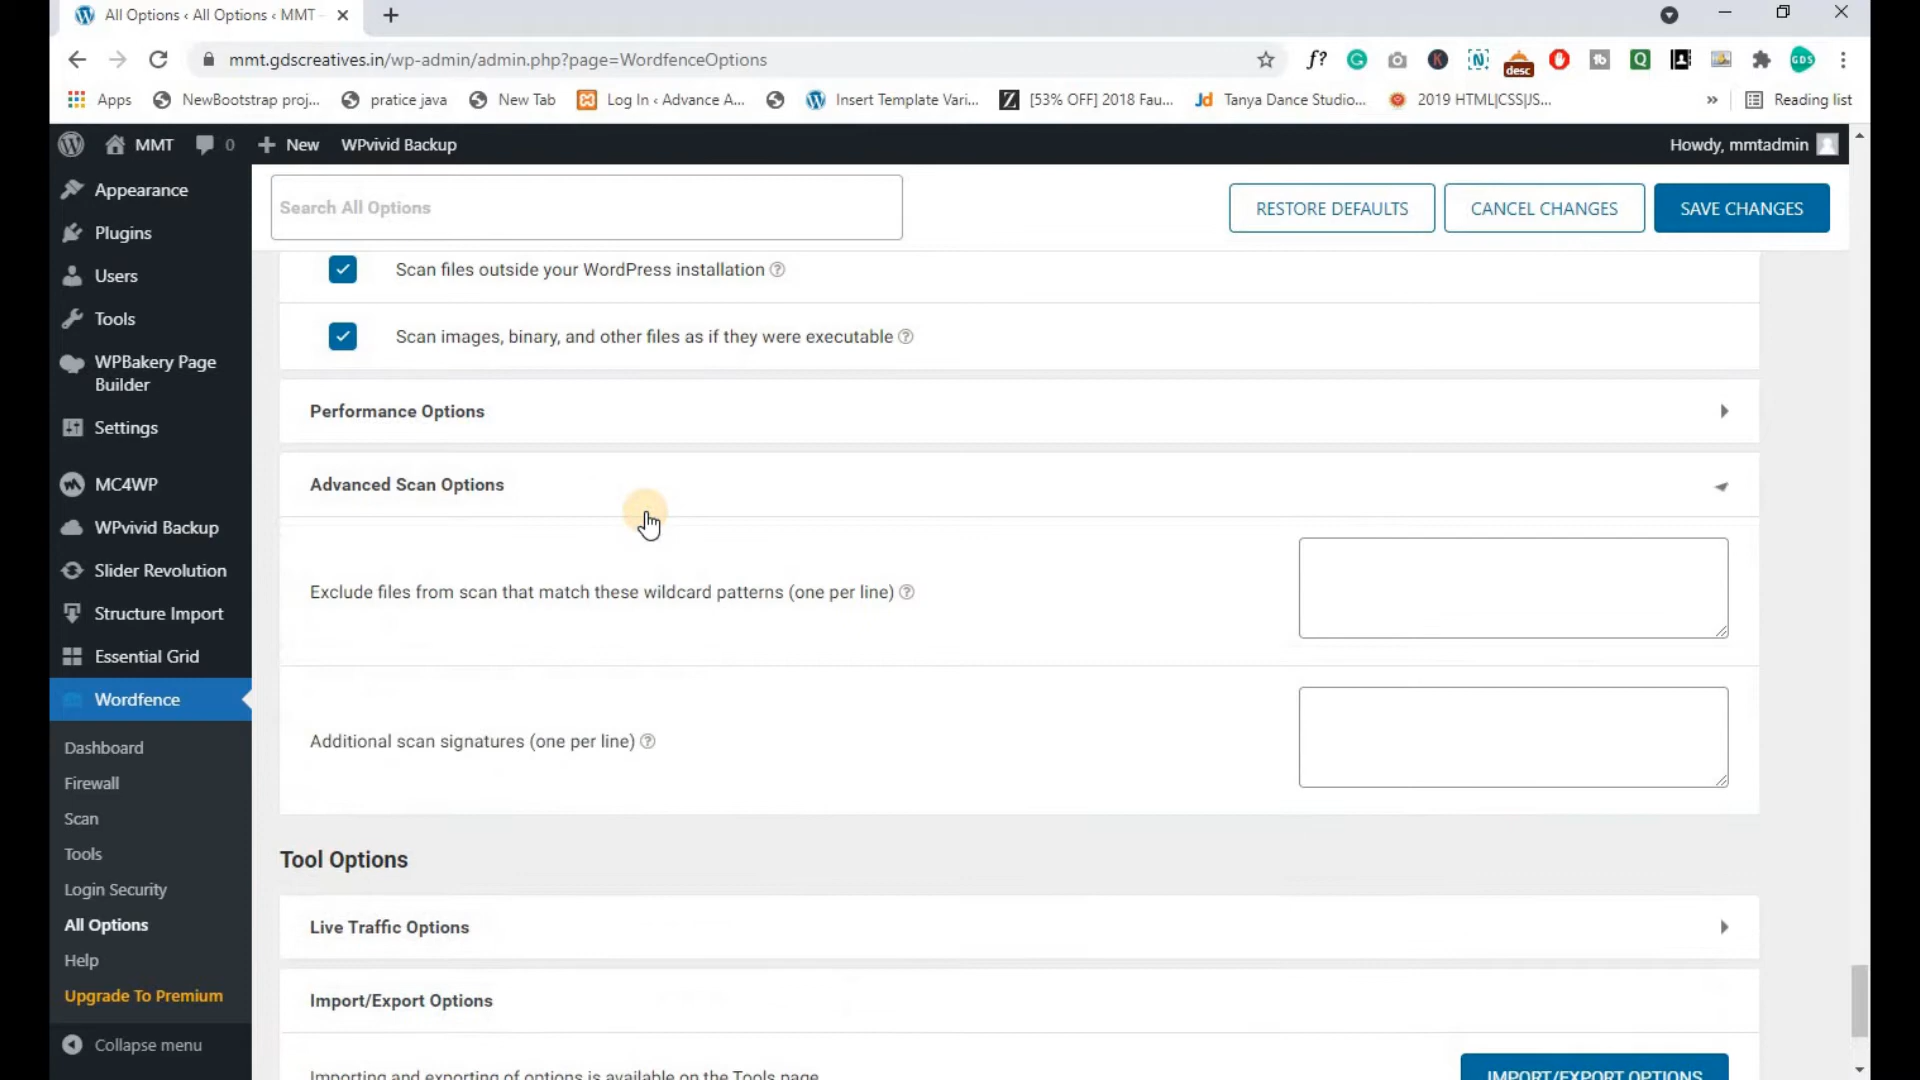 All Options ‹ All Options ‹ MMT
mmt.gdscreatives.in/wp-admin/admin.php?page=WordfenceOptions
f?
desc
GDS
Apps
NewBootstrap proj...
pratice java
New Tab
Log In ‹ Advance A...
Insert Template Vari...
[53% OFF] 2018 Fau...
Tanya Dance Studio...
2019 HTML|CSS|JS...
»
Reading list
MMT
0
New
WPvivid Backup
Howdy, mmtadmin
Appearance
Plugins
Users
Tools
WPBakery Page
Builder
Settings
MC4WP
WPvivid Backup
Slider Revolution
Structure Import
Essential Grid
Wordfence
Dashboard
Firewall
Scan
Tools
Login Security
All Options
Help
Upgrade To Premium
Collapse menu
Search All Options
RESTORE DEFAULTS
CANCEL CHANGES
SAVE CHANGES
Scan files outside your WordPress installation
Scan images, binary, and other files as if they were executable
Performance Options
Advanced Scan Options
Exclude files from scan that match these wildcard patterns (one per line)
Additional scan signatures (one per line)
Tool Options
Live Traffic Options
Import/Export Options
Importing and exporting of options is available on the Tools page
IMPORT/EXPORT OPTIONS